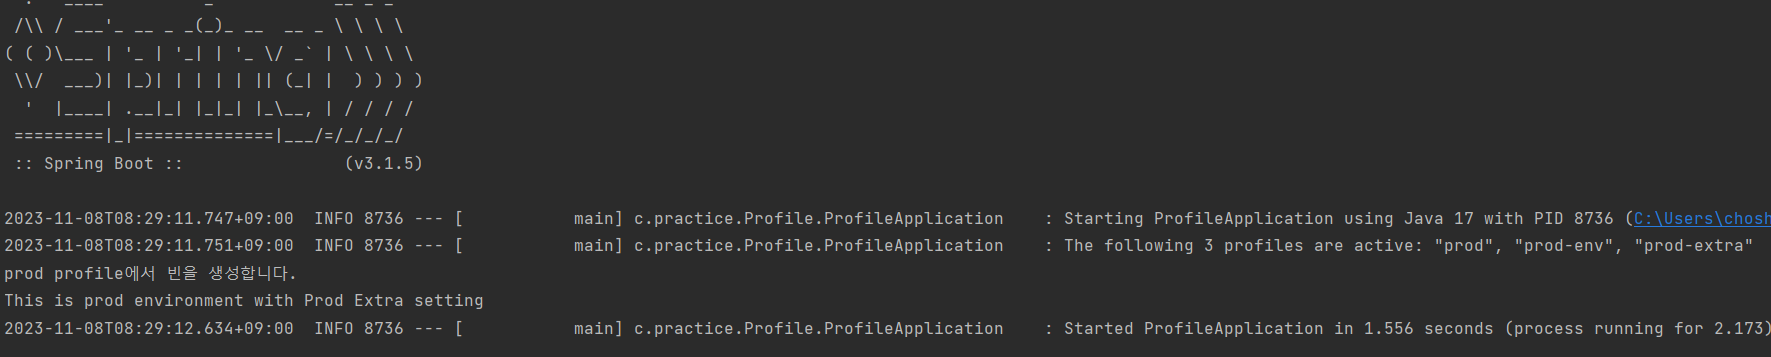 .   ____          _            __ _ _
 /\\ / ___'_ __ _ _(_)_ __  __ _ \ \ \ \
( ( )\___ | '_ | '_| | '_ \/ _` | \ \ \ \
 \\/  ___)| |_)| | | | | || (_| |  ) ) ) )
  '  |____| .__|_| |_|_| |_\__, | / / / /
 =========|_|==============|___/=/_/_/_/
 :: Spring Boot ::                (v3.1.5)
2023-11-08T08:29:11.747+09:00  INFO 8736 --- [           main] c.practice.Profile.ProfileApplication    : Starting ProfileApplication using Java 17 with PID 8736 (C:\Users\chosh
2023-11-08T08:29:11.751+09:00  INFO 8736 --- [           main] c.practice.Profile.ProfileApplication    : The following 3 profiles are active: "prod", "prod-env", "prod-extra"
prod profile에서 빈을 생성합니다.
This is prod environment with Prod Extra setting
2023-11-08T08:29:12.634+09:00  INFO 8736 --- [           main] c.practice.Profile.ProfileApplication    : Started ProfileApplication in 1.556 seconds (process running for 2.173)